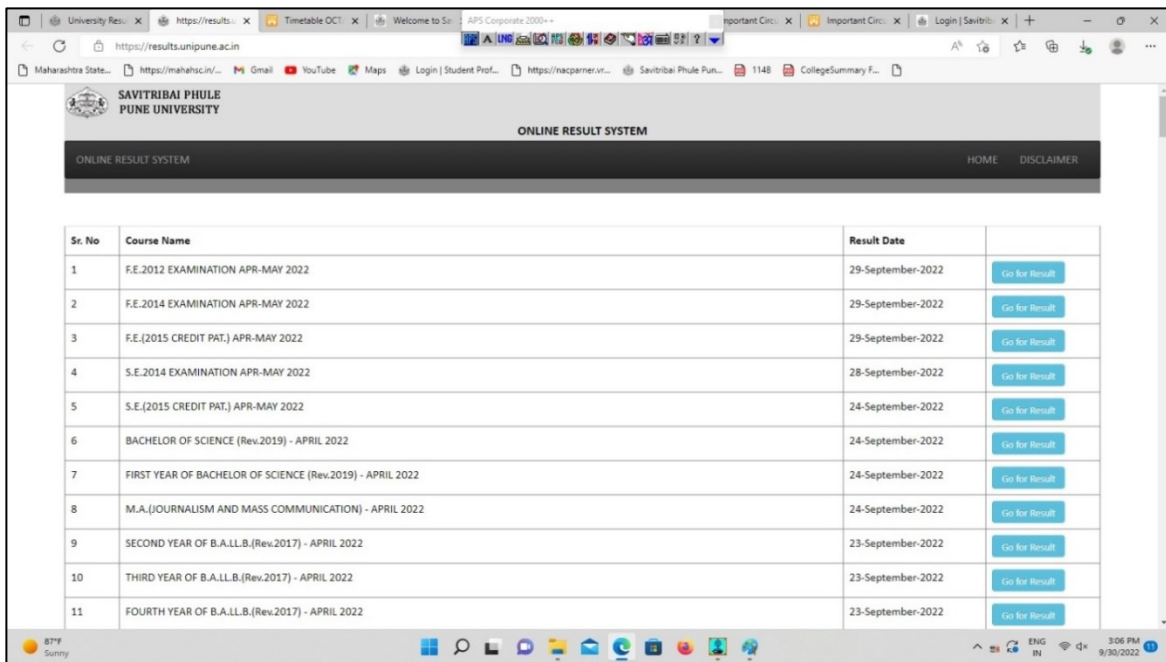 University Resu
https://results.u
Timetable OCT
Welcome to Sa
APS Corporate 2000++
nportant Circu
Important Circu
Login | Savitriba
https://results.unipune.ac.in
A LNG
Maharashtra State...
https://mahahsc.in/...
Gmail
YouTube
Maps
Login | Student Prof...
https://nacparner.vr...
Savitribai Phule Pun...
1148
CollegeSummary F...
SAVITRIBAI PHULE
PUNE UNIVERSITY
ONLINE RESULT SYSTEM
ONLINE RESULT SYSTEM HOME DISCLAIMER
Sr. No Course Name Result Date
1 F.E.2012 EXAMINATION APR-MAY 2022 29-September-2022 Go for Result
2 F.E.2014 EXAMINATION APR-MAY 2022 29-September-2022 Go for Result
3 F.E.(2015 CREDIT PAT.) APR-MAY 2022 29-September-2022 Go for Result
4 S.E.2014 EXAMINATION APR-MAY 2022 28-September-2022 Go for Result
5 S.E.(2015 CREDIT PAT.) APR-MAY 2022 24-September-2022 Go for Result
6 BACHELOR OF SCIENCE (Rev.2019) - APRIL 2022 24-September-2022 Go for Result
7 FIRST YEAR OF BACHELOR OF SCIENCE (Rev.2019) - APRIL 2022 24-September-2022 Go for Result
8 M.A.(JOURNALISM AND MASS COMMUNICATION) - APRIL 2022 24-September-2022 Go for Result
9 SECOND YEAR OF B.A.LL.B.(Rev.2017) - APRIL 2022 23-September-2022 Go for Result
10 THIRD YEAR OF B.A.LL.B.(Rev.2017) - APRIL 2022 23-September-2022 Go for Result
11 FOURTH YEAR OF B.A.LL.B.(Rev.2017) - APRIL 2022 23-September-2022 Go for Result
87°F
Sunny
ENG
IN
3:06 PM
9/30/2022